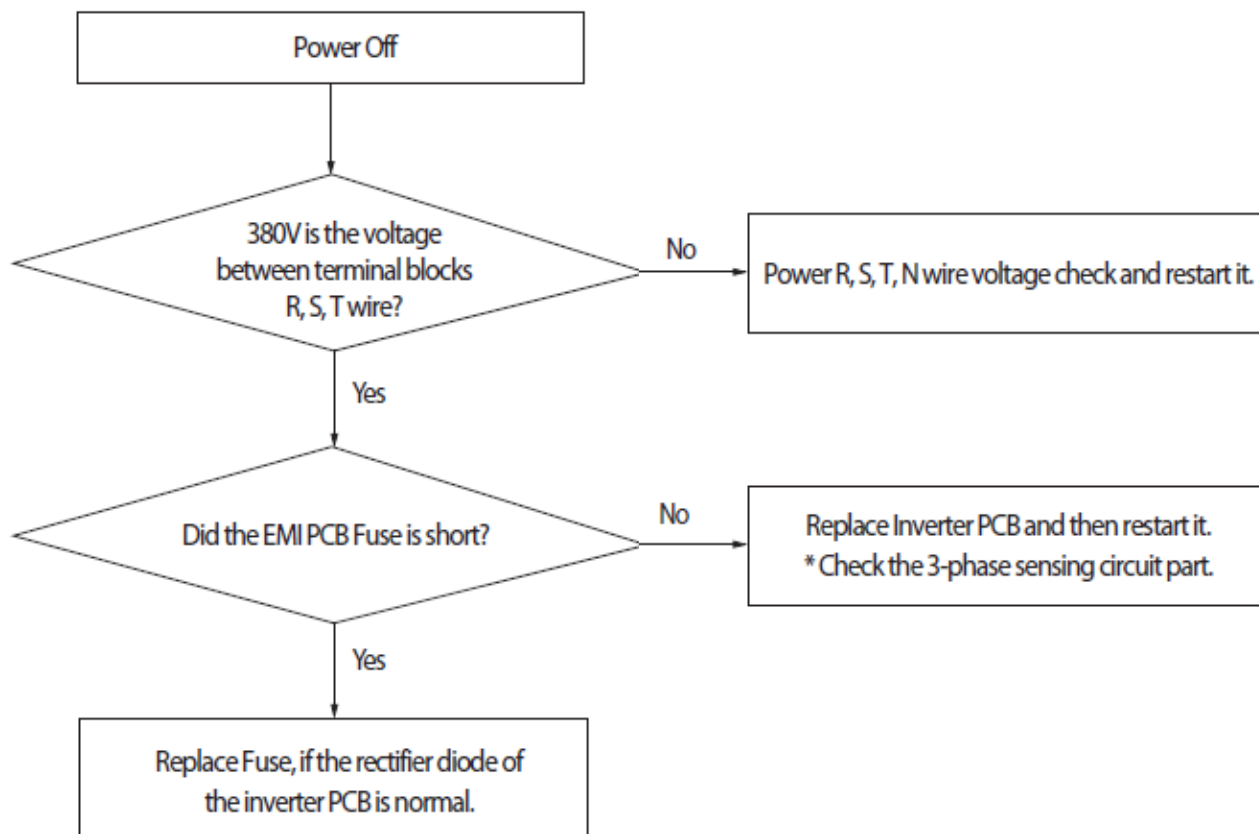 Power Off
380V is the voltage
between terminal blocks
R, S, T wire?
No
Power R, S, T, N wire voltage check and restart it.
Yes
Did the EMI PCB Fuse is short?
No
Replace Inverter PCB and then restart it.
* Check the 3-phase sensing circuit part.
Yes
Replace Fuse, if the rectifier diode of
the inverter PCB is normal.